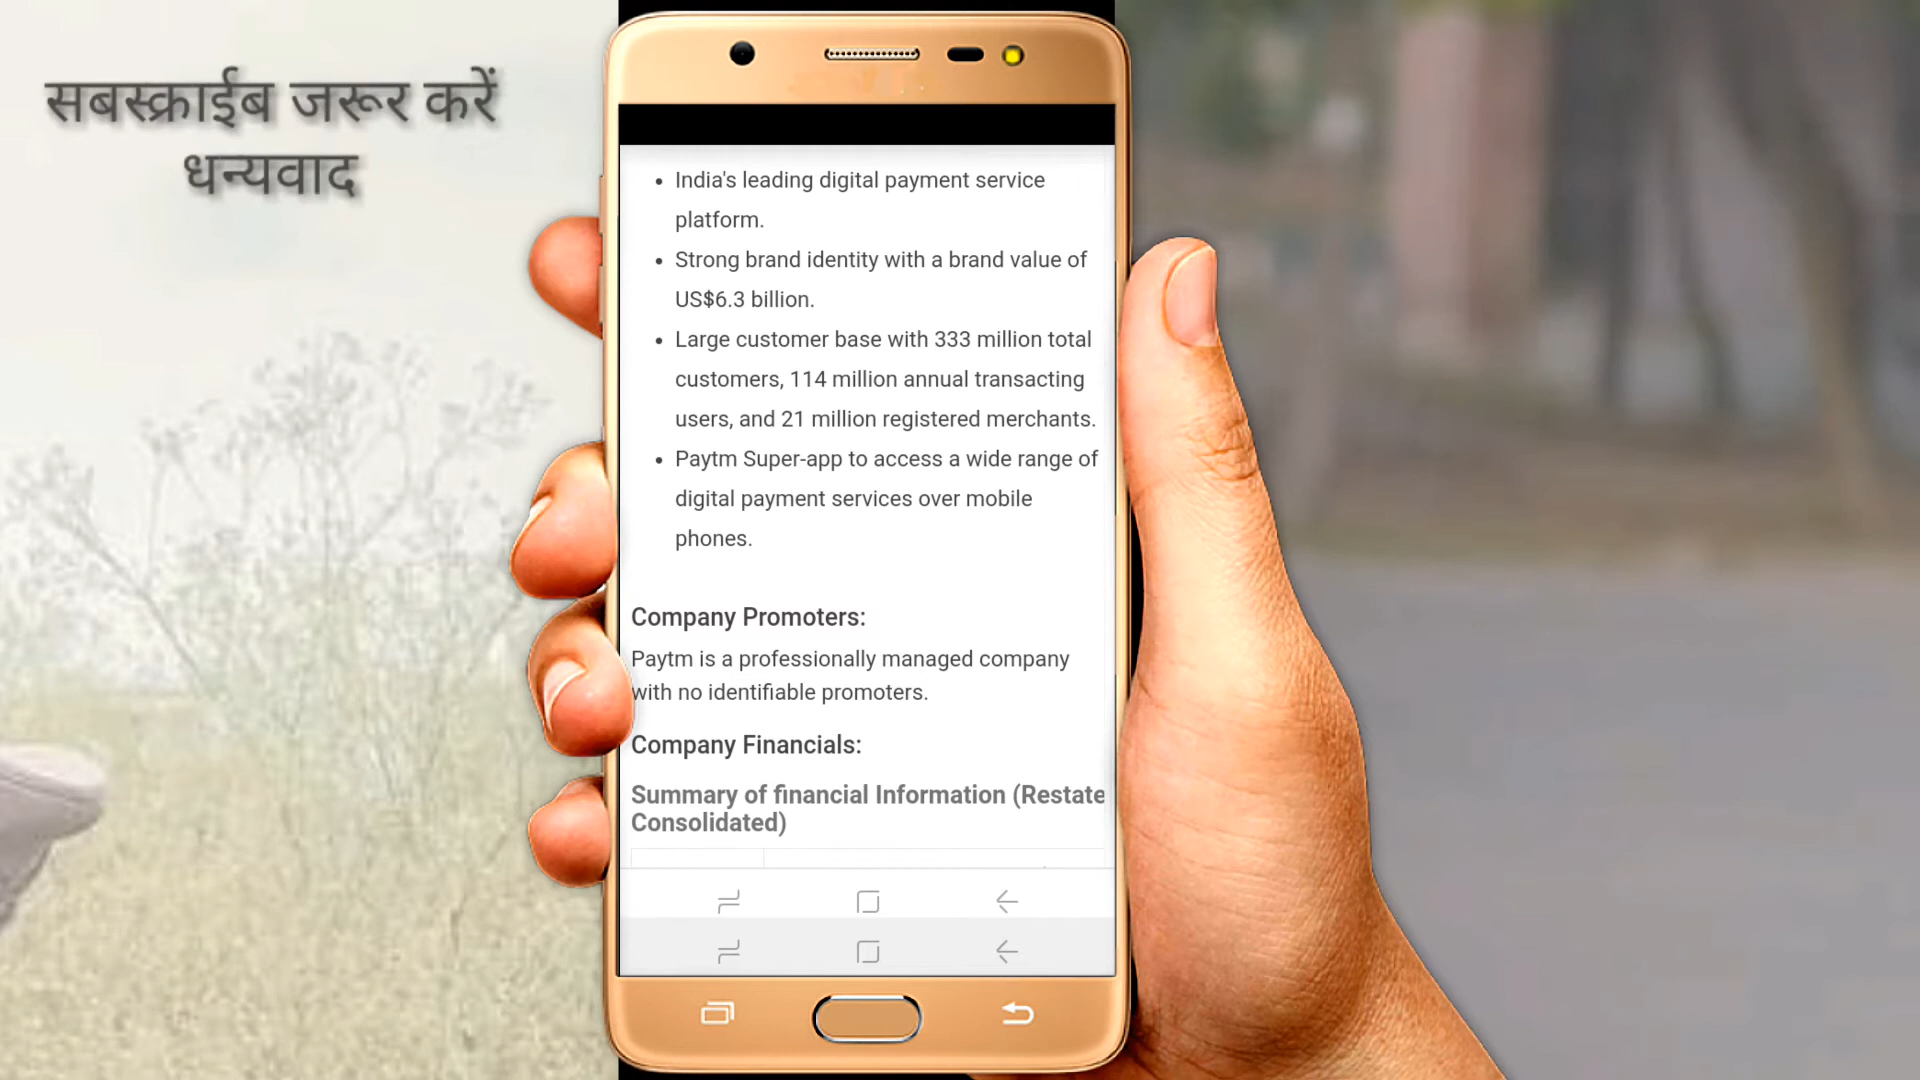 सबस्क्राईब जरूर करें
धन्यवाद
• India's leading digital payment service
platform.
• Strong brand identity with a brand value of
US$6.3 billion.
• Large customer base with 333 million total
customers, 114 million annual transacting
users, and 21 million registered merchants.
• Paytm Super-app to access a wide range of
digital payment services over mobile
phones.
Company Promoters:
Paytm is a professionally managed company
with no identifiable promoters.
Company Financials:
Summary of financial Information (Restate
Consolidated)